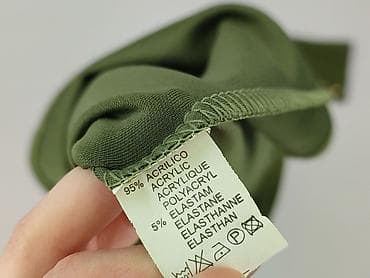 95% ACRILICO
ACRYLIC
ACRYLIQUE
POLYACRYL
5% ELASTAM
ELASTANE
ELASTHANNE
ELASTHAN
P